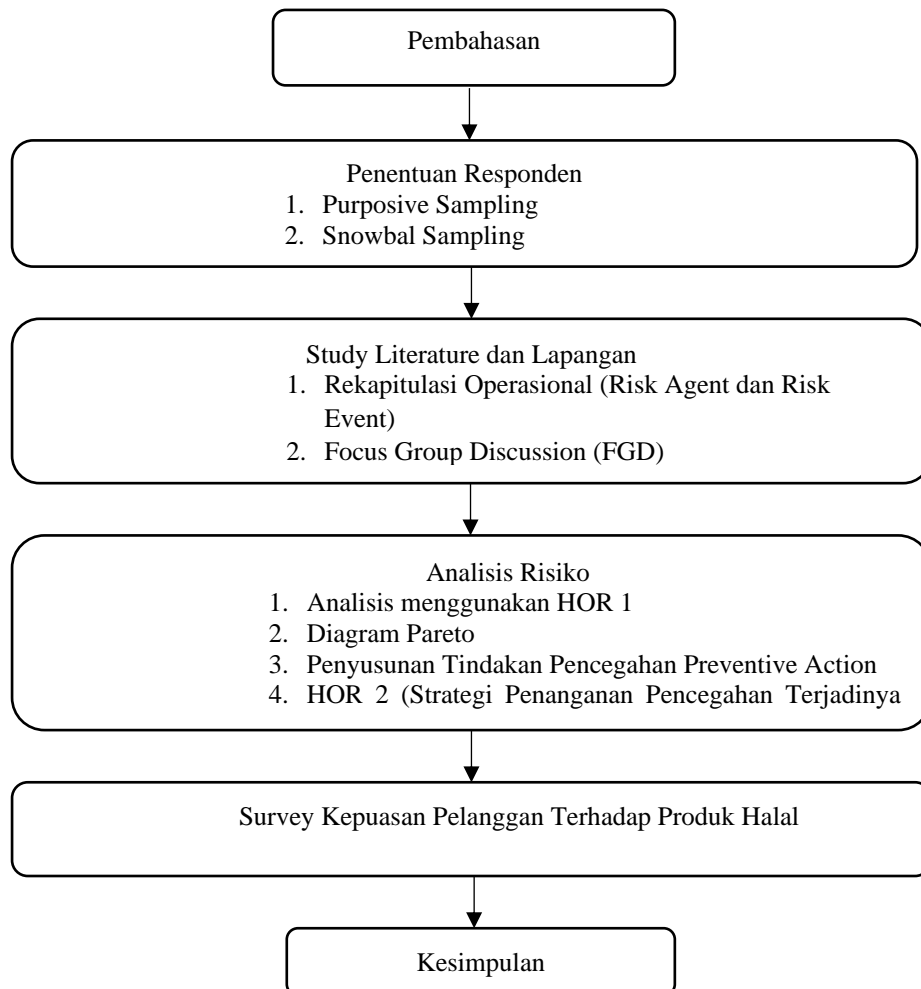 Pembahasan
Penentuan Responden
1. Purposive Sampling
2. Snowbal Sampling
Study Literature dan Lapangan
1. Rekapitulasi Operasional (Risk Agent dan Risk
Event)
2. Focus Group Discussion (FGD)
Analisis Risiko
1. Analisis menggunakan HOR 1
2. Diagram Pareto
3. Penyusunan Tindakan Pencegahan Preventive Action
4. HOR 2 (Strategi Penanganan Pencegahan Terjadinya
Survey Kepuasan Pelanggan Terhadap Produk Halal
Kesimpulan